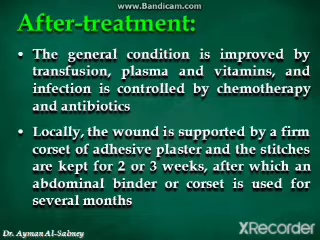 www.Bandicam.com
After-treatment:
• The general condition is improved by
transfusion, plasma and vitamins, and
infection is controlled by chemotherapy
and antibiotics
• Locally, the wound is supported by a firm
corset of adhesive plaster and the stitches
are kept for 2 or 3 weeks, after which an
abdominal binder or corset is used for
several months
Dr. Ayman Al-Salmey
XRecorder